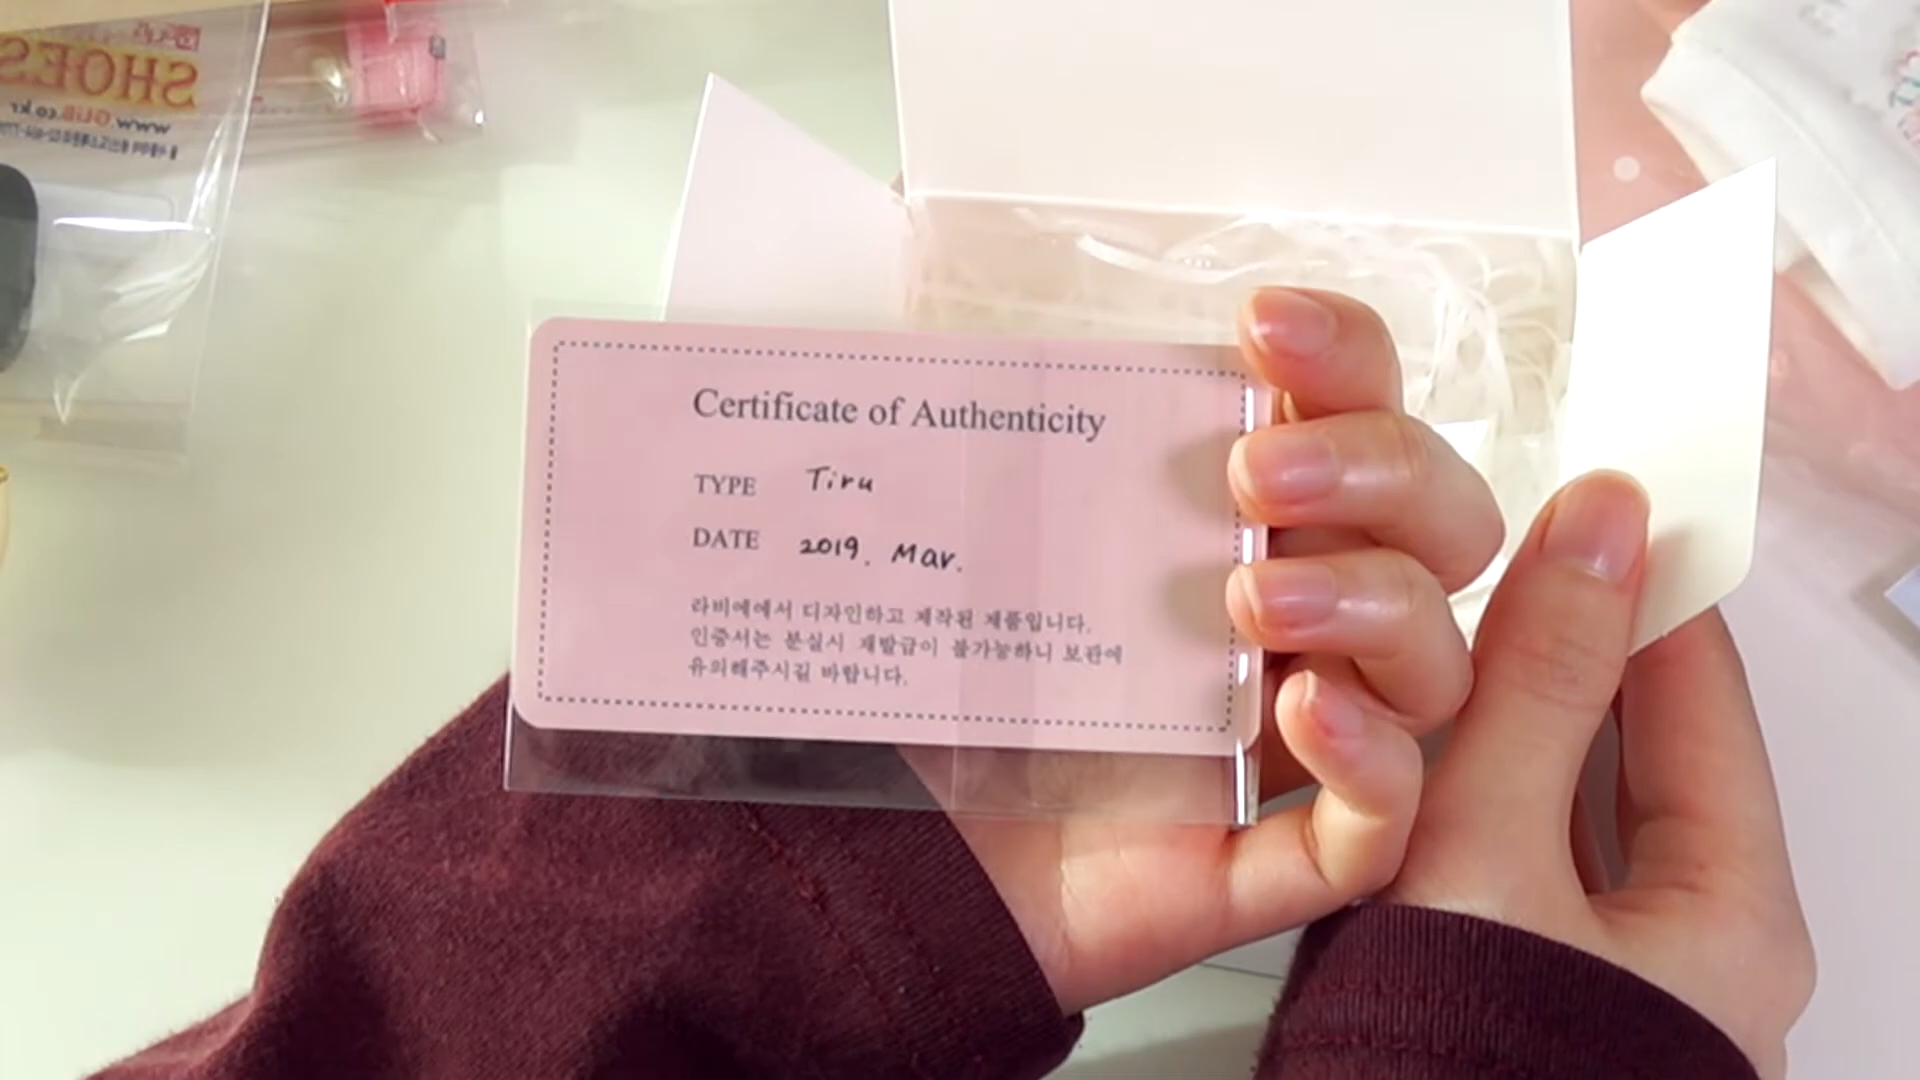 SHOES
www.GLIB.co.kr
Certificate of Authenticity
TYPE Tiru
DATE 2019. Mar.
라비에에서 디자인하고 제작된 제품입니다.
인증서는 분실시 재발급이 불가능하니 보관에
유의해주시길 바랍니다.